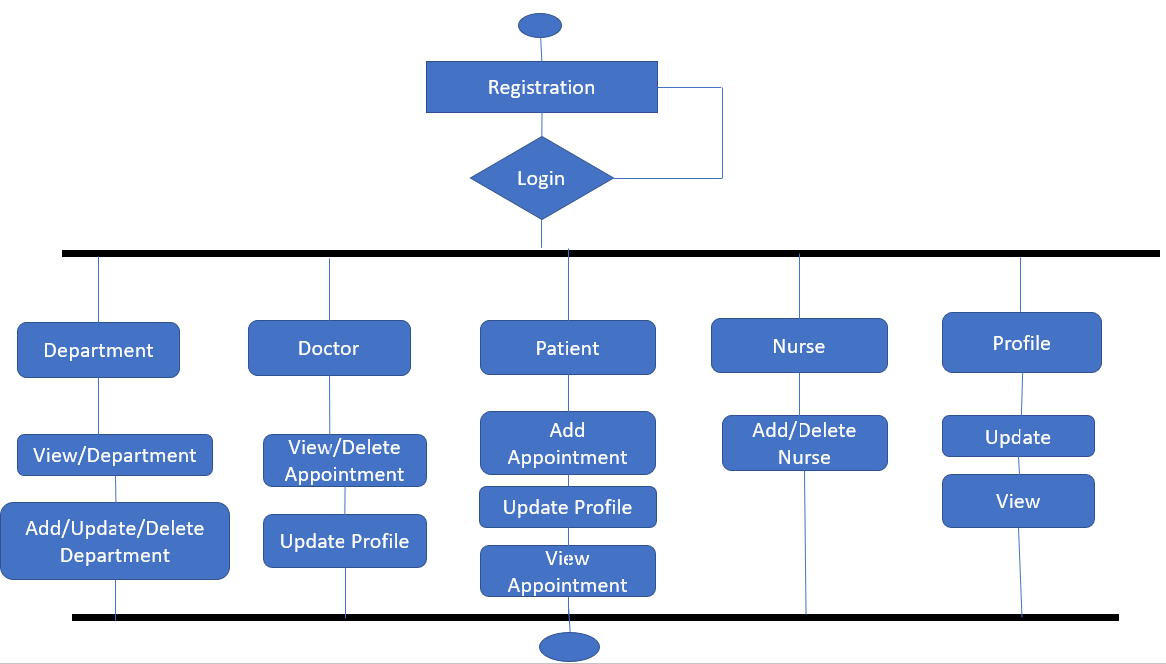 Registration
Login
Department
Doctor
Patient
Nurse
Profile
View/Department
Add/Update/Delete
Department
View/Delete
Appointment
Update Profile
Add
Appointment
Update Profile
View
Appointment
Add/Delete
Nurse
Update
View